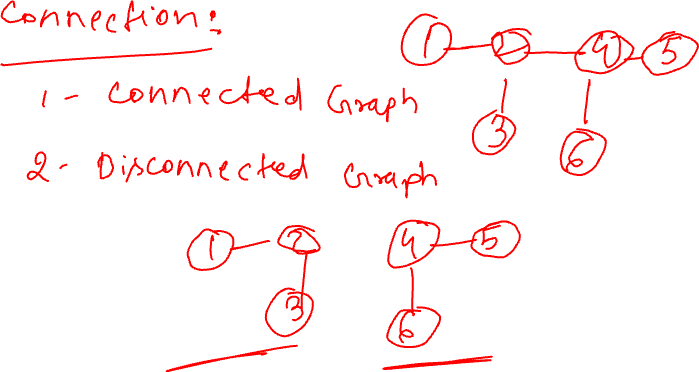 Connection:
1 - Connected Graph
2 - Disconnected Graph
1 2 4 5
3 6
1 2 4 5
3 6